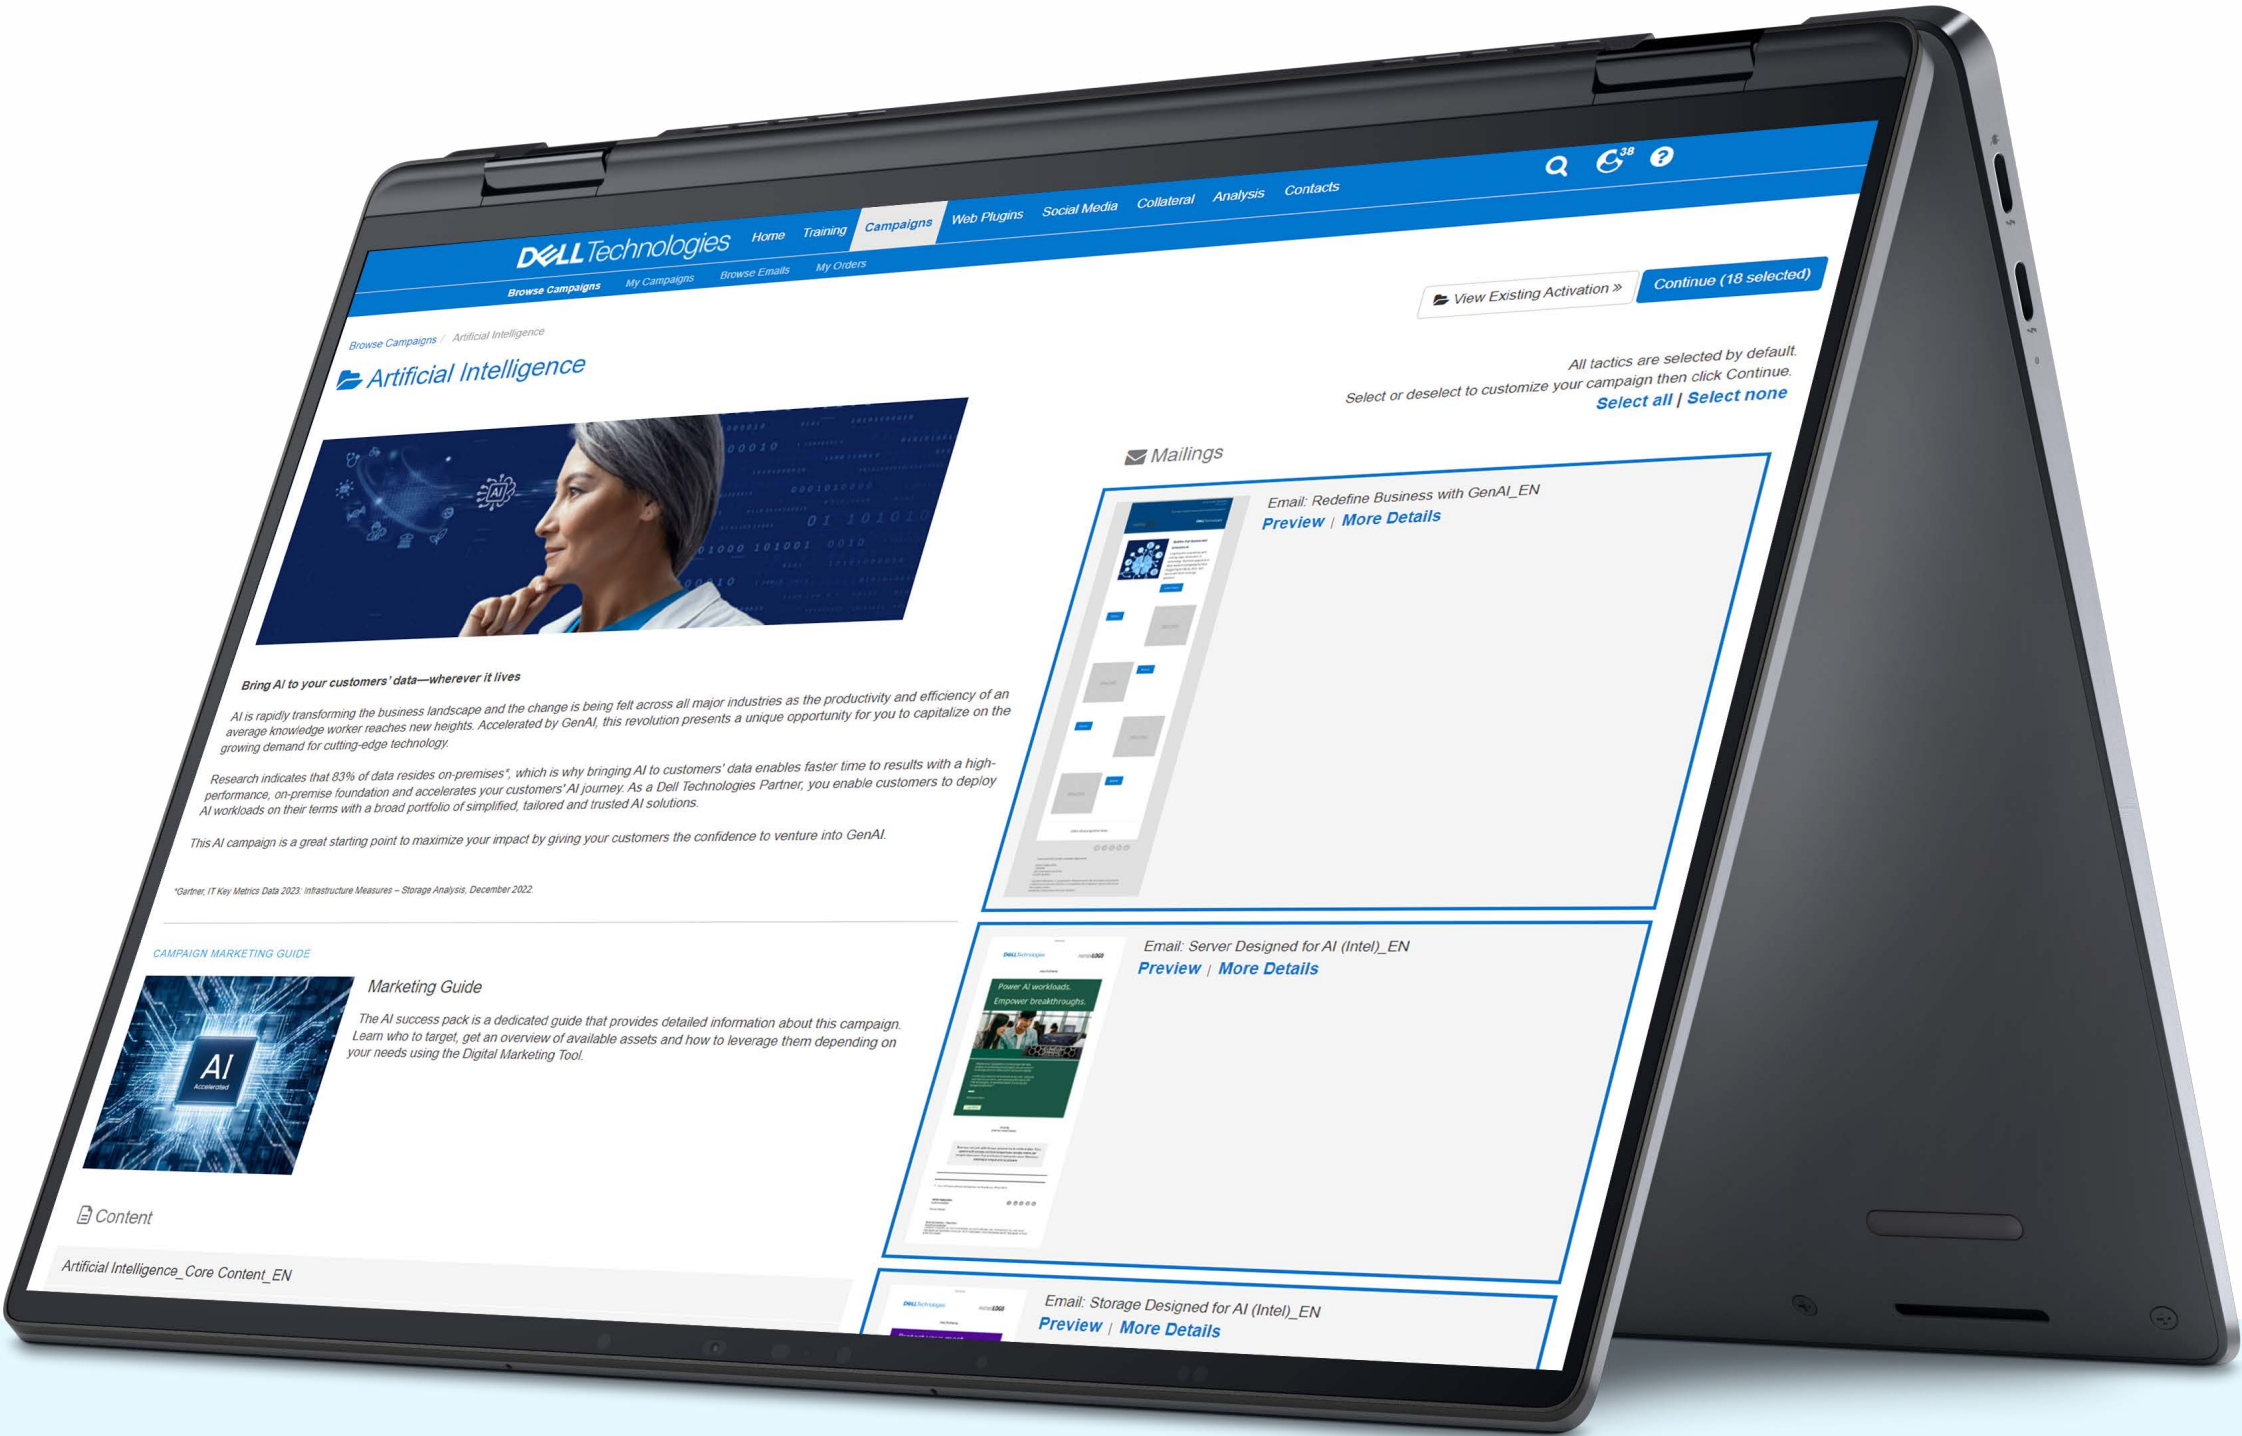 DELL Technologies
Home Training Campaigns Web Plugins Social Media Collateral Analysis Contacts
38
Browse Campaigns My Campaigns Browse Emails My Orders
View Existing Activation »
Continue (18 selected)
Browse Campaigns / Artificial Intelligence
Artificial Intelligence
All tactics are selected by default.
Select or deselect to customize your campaign then click Continue.
Select all | Select none
AI
Bring AI to your customers' data—wherever it lives
AI is rapidly transforming the business landscape and the change is being felt across all major industries as the productivity and efficiency of an
average knowledge worker reaches new heights. Accelerated by GenAI, this revolution presents a unique opportunity for you to capitalize on the
growing demand for cutting-edge technology.
Research indicates that 83% of data resides on-premises*, which is why bringing AI to customers' data enables faster time to results with a high-
performance, on-premise foundation and accelerates your customers' AI journey. As a Dell Technologies Partner, you enable customers to deploy
AI workloads on their terms with a broad portfolio of simplified, tailored and trusted AI solutions.
This AI campaign is a great starting point to maximize your impact by giving your customers the confidence to venture into GenAI.
*Gartner, IT Key Metrics Data 2023: Infrastructure Measures – Storage Analysis, December 2022.
CAMPAIGN MARKETING GUIDE
AI
Accelerated
Marketing Guide
The AI success pack is a dedicated guide that provides detailed information about this campaign.
Learn who to target, get an overview of available assets and how to leverage them depending on
your needs using the Digital Marketing Tool.
Content
Artificial Intelligence_Core Content_EN
Mailings
Email: Redefine Business with GenAI_EN
Preview | More Details
Email: Server Designed for AI (Intel)_EN
Preview | More Details
DELL Technologies
Power AI workloads.
Empower breakthroughs.
Email: Storage Designed for AI (Intel)_EN
Preview | More Details
DELL Technologies